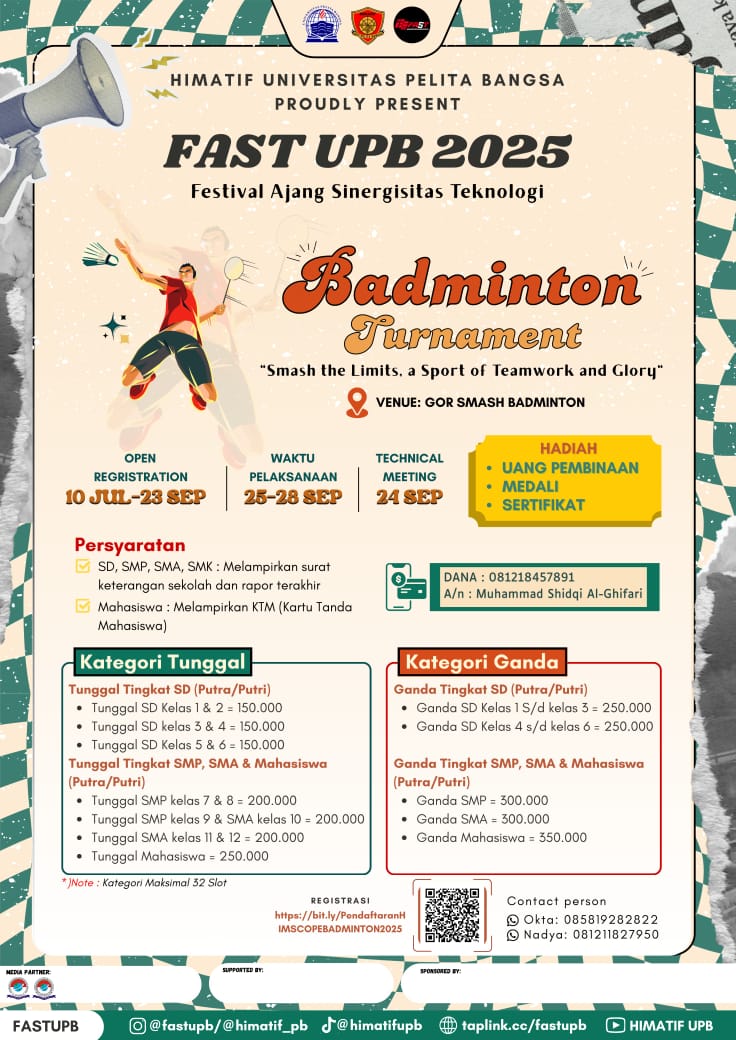 HIMATIF UNIVERSITAS PELITA BANGSA
PROUDLY PRESENT
FAST UPB 2025
Festival Ajang Sinergisitas Teknologi
Badminton
Turnament
"Smash the Limits, a Sport of Teamwork and Glory"
VENUE: GOR SMASH BADMINTON
OPEN
REGRISTRATION
10 JUL-23 SEP
WAKTU
PELAKSANAAN
25-28 SEP
TECHNICAL
MEETING
24 SEP
HADIAH
• UANG PEMBINAAN
• MEDALI
• SERTIFIKAT
Persyaratan
SD, SMP, SMA, SMK : Melampirkan surat
keterangan sekolah dan rapor terakhir
Mahasiswa : Melampirkan KTM (Kartu Tanda
Mahasiswa)
DANA : 081218457891
A/n : Muhammad Shidqi Al-Ghifari
Kategori Tunggal
Tunggal Tingkat SD (Putra/Putri)
• Tunggal SD Kelas 1 & 2 = 150.000
• Tunggal SD kelas 3 & 4 = 150.000
• Tunggal SD Kelas 5 & 6 = 150.000
Tunggal Tingkat SMP, SMA & Mahasiswa
(Putra/Putri)
• Tunggal SMP kelas 7 & 8 = 200.000
• Tunggal SMP kelas 9 & SMA kelas 10 = 200.000
• Tunggal SMA kelas 11 & 12 = 200.000
• Tunggal Mahasiswa = 250.000
*)Note : Kategori Maksimal 32 Slot
Kategori Ganda
Ganda Tingkat SD (Putra/Putri)
• Ganda SD Kelas 1 S/d kelas 3 = 250.000
• Ganda SD Kelas 4 s/d kelas 6 = 250.000
Ganda Tingkat SMP, SMA & Mahasiswa
(Putra/Putri)
• Ganda SMP = 300.000
• Ganda SMA = 300.000
• Ganda Mahasiswa = 350.000
REGISTRASI
https://bit.ly/PendaftaranH
IMSCOPEBADMINTON2025
Contact person
Okta: 085819282822
Nadya: 081211827950
MEDIA PARTNER:
SUPPORTED BY:
SPONSORED BY:
FASTUPB
@fastupb/@himatif_pb
@himatifupb
taplink.cc/fastupb
HIMATIF UPB